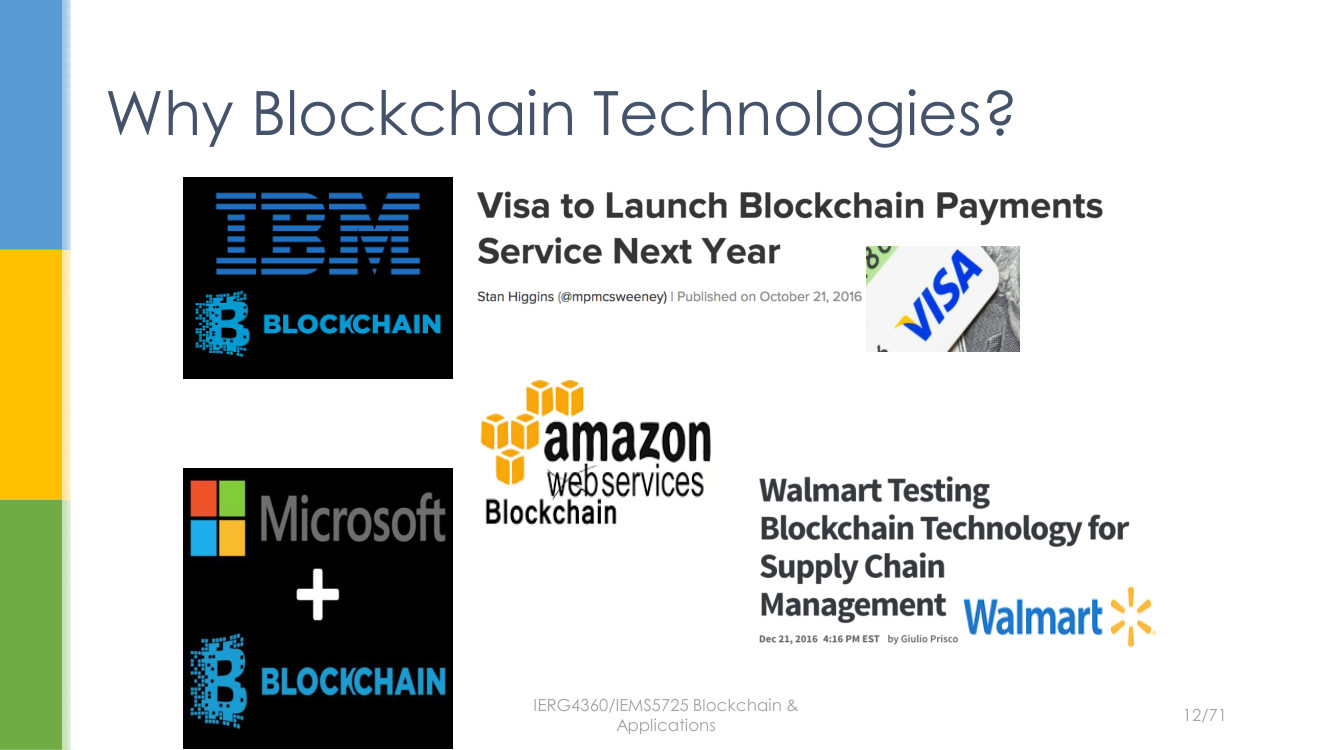 Why Blockchain Technologies?
IBM
BLOCKCHAIN
Visa to Launch Blockchain Payments
Service Next Year
Stan Higgins (@mpmcsweeney) | Published on October 21, 2016
VISA
amazon
webservices
Blockchain
Microsoft
+
BLOCKCHAIN
Walmart Testing
Blockchain Technology for
Supply Chain
Management
Walmart
Dec 21, 2016 4:16 PM EST by Giulio Prisco
IERG4360/IEMS5725 Blockchain &
Applications
12/71